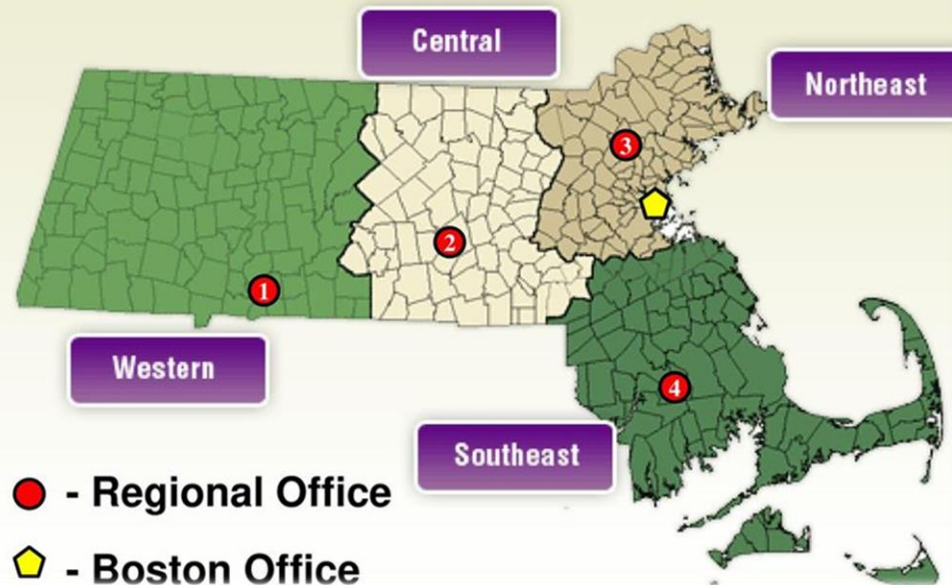 Central
Northeast
3
2
1
Western
4
Southeast
- Regional Office
- Boston Office